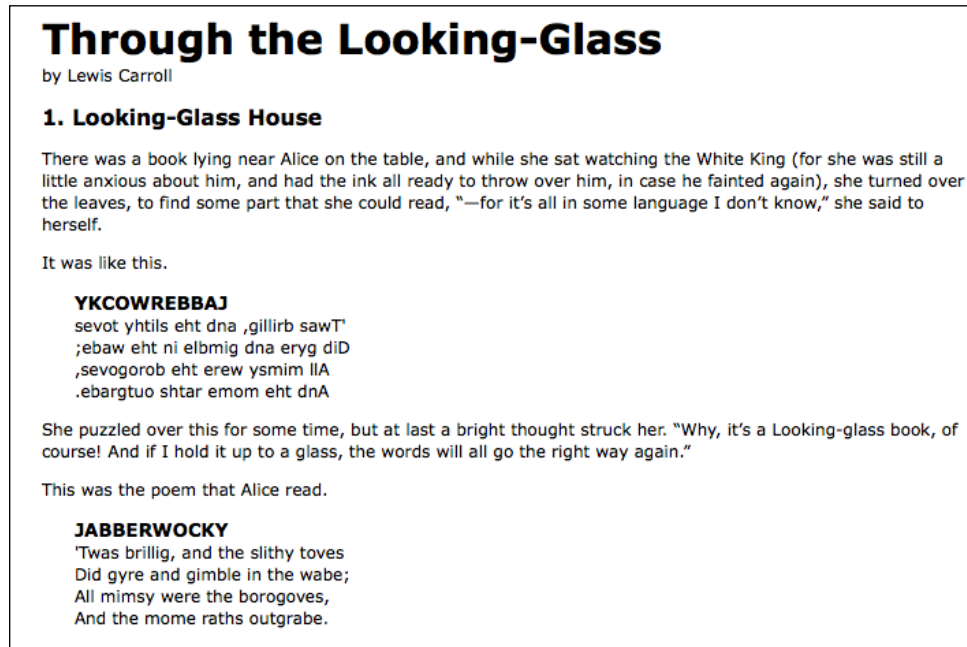 Through the Looking-Glass
by Lewis Carroll
1. Looking-Glass House
There was a book lying near Alice on the table, and while she sat watching the White King (for she was still a
little anxious about him, and had the ink all ready to throw over him, in case he fainted again), she turned over
the leaves, to find some part that she could read, “—for it’s all in some language I don’t know,” she said to
herself.
It was like this.
YKCOWREBBAJ
sevot yhtils eht dna ,gillirb sawT'
;ebaw eht ni elbmig dna eryg diD
,sevogorob eht erew ysmim llA
.ebargtuo shtar emom eht dnA
She puzzled over this for some time, but at last a bright thought struck her. “Why, it’s a Looking-glass book, of
course! And if I hold it up to a glass, the words will all go the right way again.”
This was the poem that Alice read.
JABBERWOCKY
'Twas brillig, and the slithy toves
Did gyre and gimble in the wabe;
All mimsy were the borogoves,
And the mome raths outgrabe.